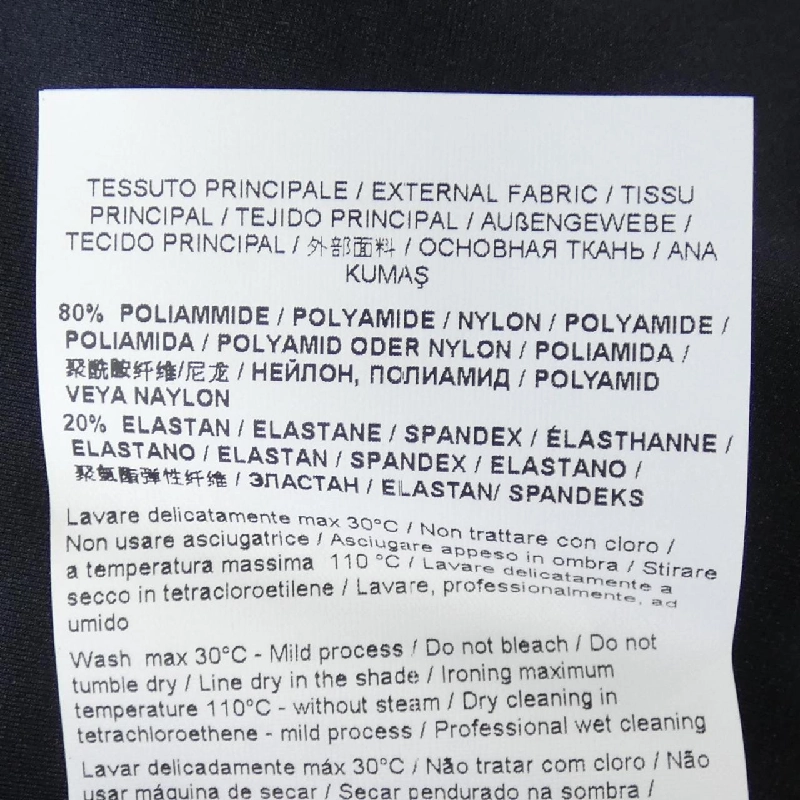 TESSUTO PRINCIPALE / EXTERNAL FABRIC / TISSU
PRINCIPAL / TEJIDO PRINCIPAL / AUßENGEWEBE /
TECIDO PRINCIPAL / 外部面料 / ОСНОВНАЯ ТКАНЬ / ANA
KUMAŞ
80% POLIAMMIDE / POLYAMIDE / NYLON / POLYAMIDE /
POLIAMIDA / POLYAMID ODER NYLON / POLIAMIDA /
聚酰胺纤维/尼龙 / НЕЙЛОН, ПОЛИАМИД / POLYAMID
VEYA NAYLON
20% ELASTAN / ELASTANE / SPANDEX / ÉLASTHANNE /
ELASTANO / ELASTAN / SPANDEX / ELASTANO /
聚氨酯弹性纤维 / ЭЛАСТАН / ELASTAN/ SPANDEKS
Lavare delicatamente max 30°C / Non trattare con cloro /
Non usare asciugatrice / Asciugare appeso in ombra / Stirare
a temperatura massima 110 °C / Lavare delicatamente a
secco in tetracloroetilene / Lavare, professionalmente, ad
umido
Wash max 30°C - Mild process / Do not bleach / Do not
tumble dry / Line dry in the shade / Ironing maximum
temperature 110°C - without steam / Dry cleaning in
tetrachloroethene - mild process / Professional wet cleaning
Lavar delicadamente máx 30°C / Não tratar com cloro / Não
usar máquina de secar / Secar pendurado na sombra /